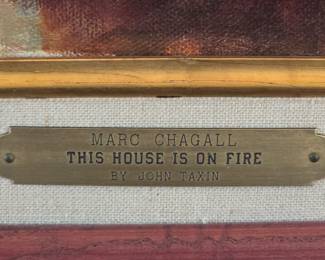 MARC CHAGALL
THIS HOUSE IS ON FIRE
BY JOHN TAXIN